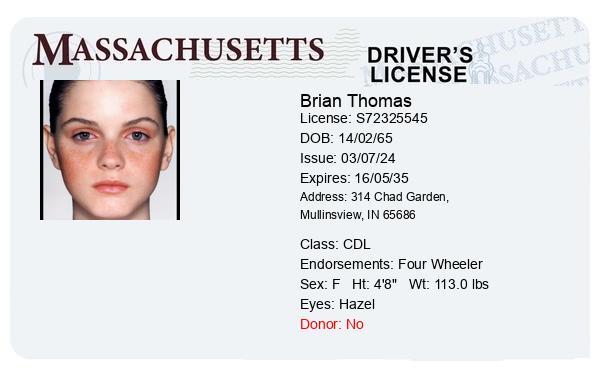 MASSACHUSETTS
DRIVER'S
LICENSE
Brian Thomas
License: S72325545
DOB: 14/02/65
Issue: 03/07/24
Expires: 16/05/35
Address: 314 Chad Garden,
Mullinsview, IN 65686
Class: CDL
Endorsements: Four Wheeler
Sex: F Ht: 4'8" Wt: 113.0 lbs
Eyes: Hazel
Donor: No